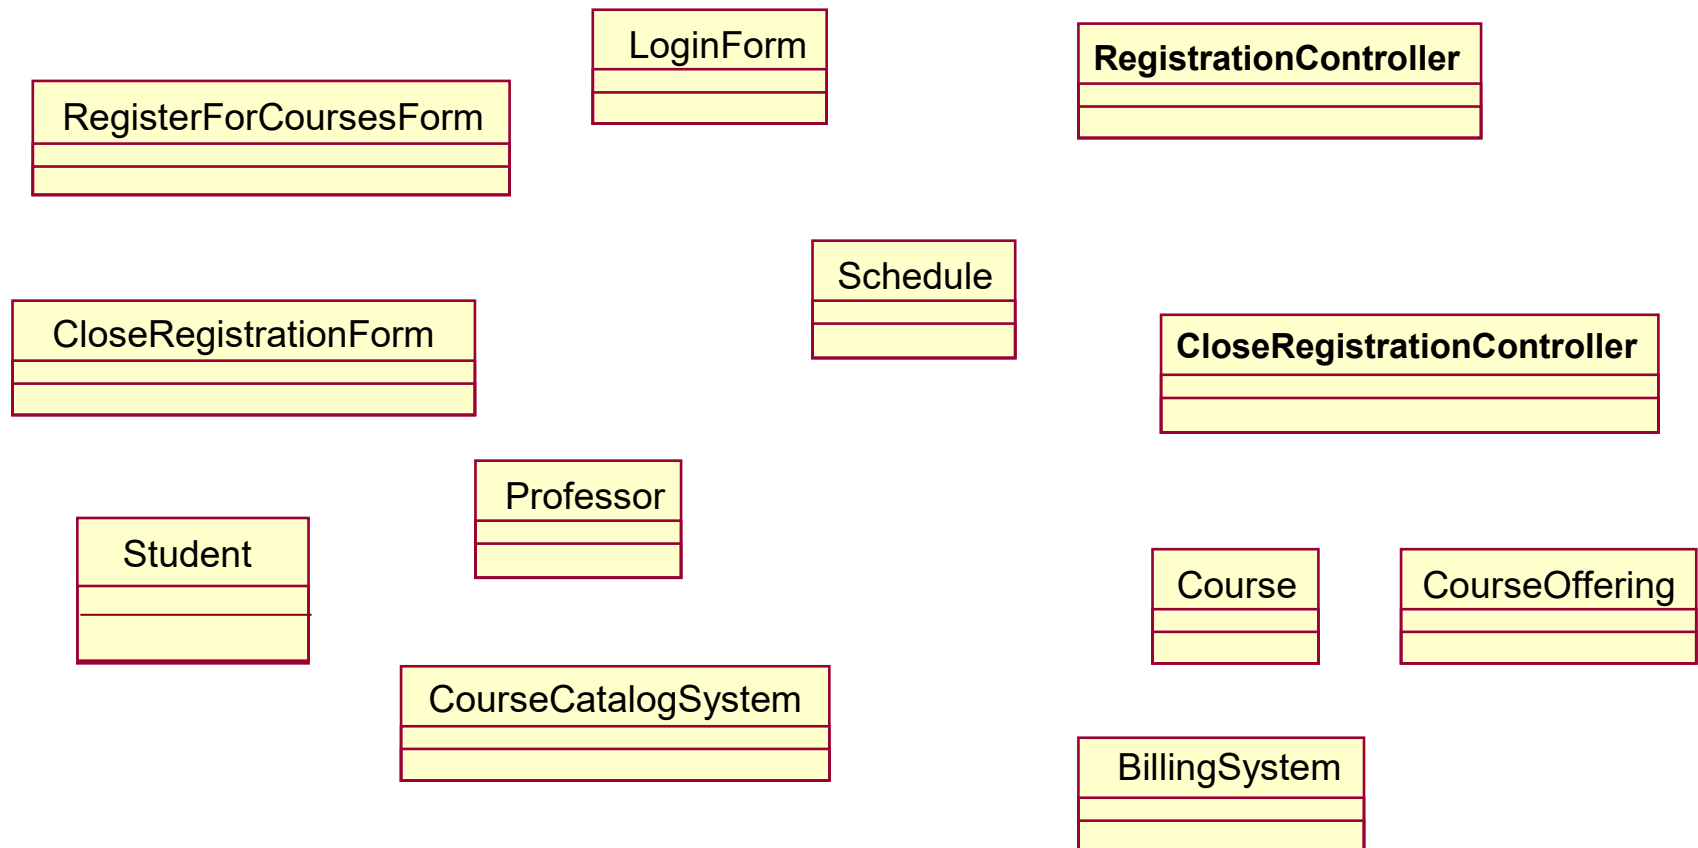 LoginForm
RegistrationController
RegisterForCoursesForm
Schedule
CloseRegistrationForm
CloseRegistrationController
Professor
Student
Course
CourseOffering
CourseCatalogSystem
BillingSystem